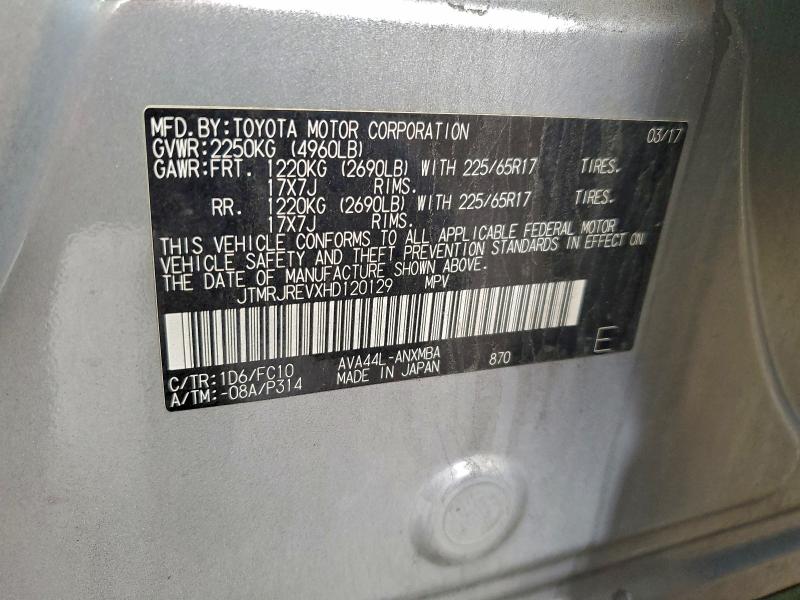 MFD.BY:TOYOTA MOTOR CORPORATION 03/17
GVWR:2250KG (4960LB)
GAWR:FRT. 1220KG (2690LB) WITH 225/65R17 TIRES.
17X7J RIMS.
RR. 1220KG (2690LB) WITH 225/65R17 TIRES.
17X7J RIMS.
THIS VEHICLE CONFORMS TO ALL APPLICABLE FEDERAL MOTOR
VEHICLE SAFETY AND THEFT PREVENTION STANDARDS IN EFFECT ON
THE DATE OF MANUFACTURE SHOWN ABOVE.
JTMRJREVXHD120129 MPV
C/TR:1D6/FC10 AVA44L-ANXMBA 870 E
A/TM:-08A/P314 MADE IN JAPAN